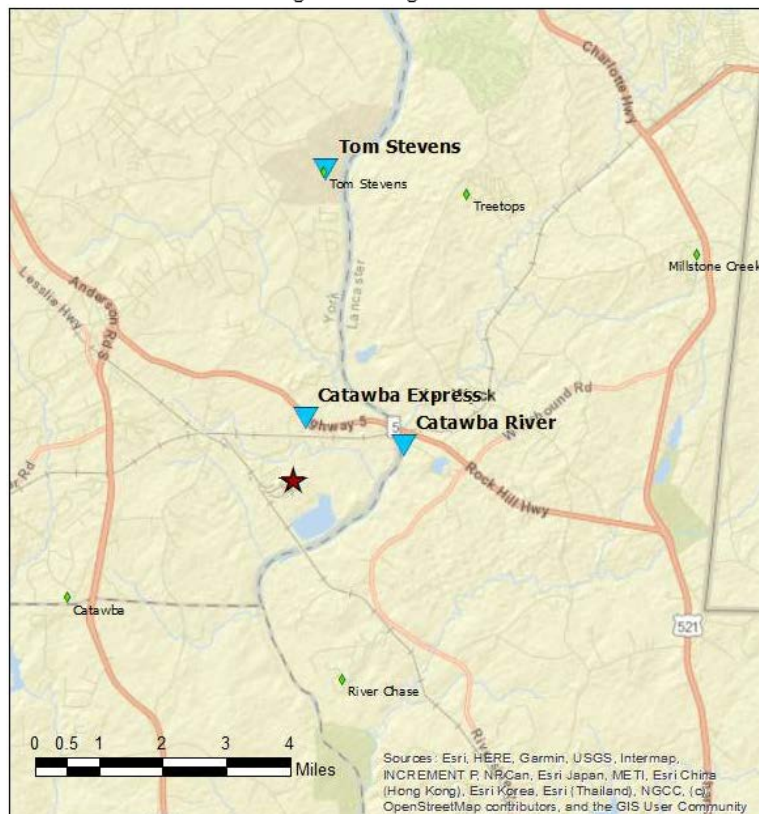 Charlotte Hwy
Tom Stevens
Tom Stevens
Treetops
Millstone Creek
Anderson Rd S
Lesslie Hwy
York
Lancaster
Catawba Express
Highway 5
5
Catawba River
Rock Hill Hwy
521
Catawba
River Chase
0 0.5 1 2 3 4
Miles
Sources: Esri, HERE, Garmin, USGS, Intermap,
INCREMENT P, NRCan, Esri Japan, METI, Esri China
(Hong Kong), Esri Korea, Esri (Thailand), NGCC, (c)
OpenStreetMap contributors, and the GIS User Community